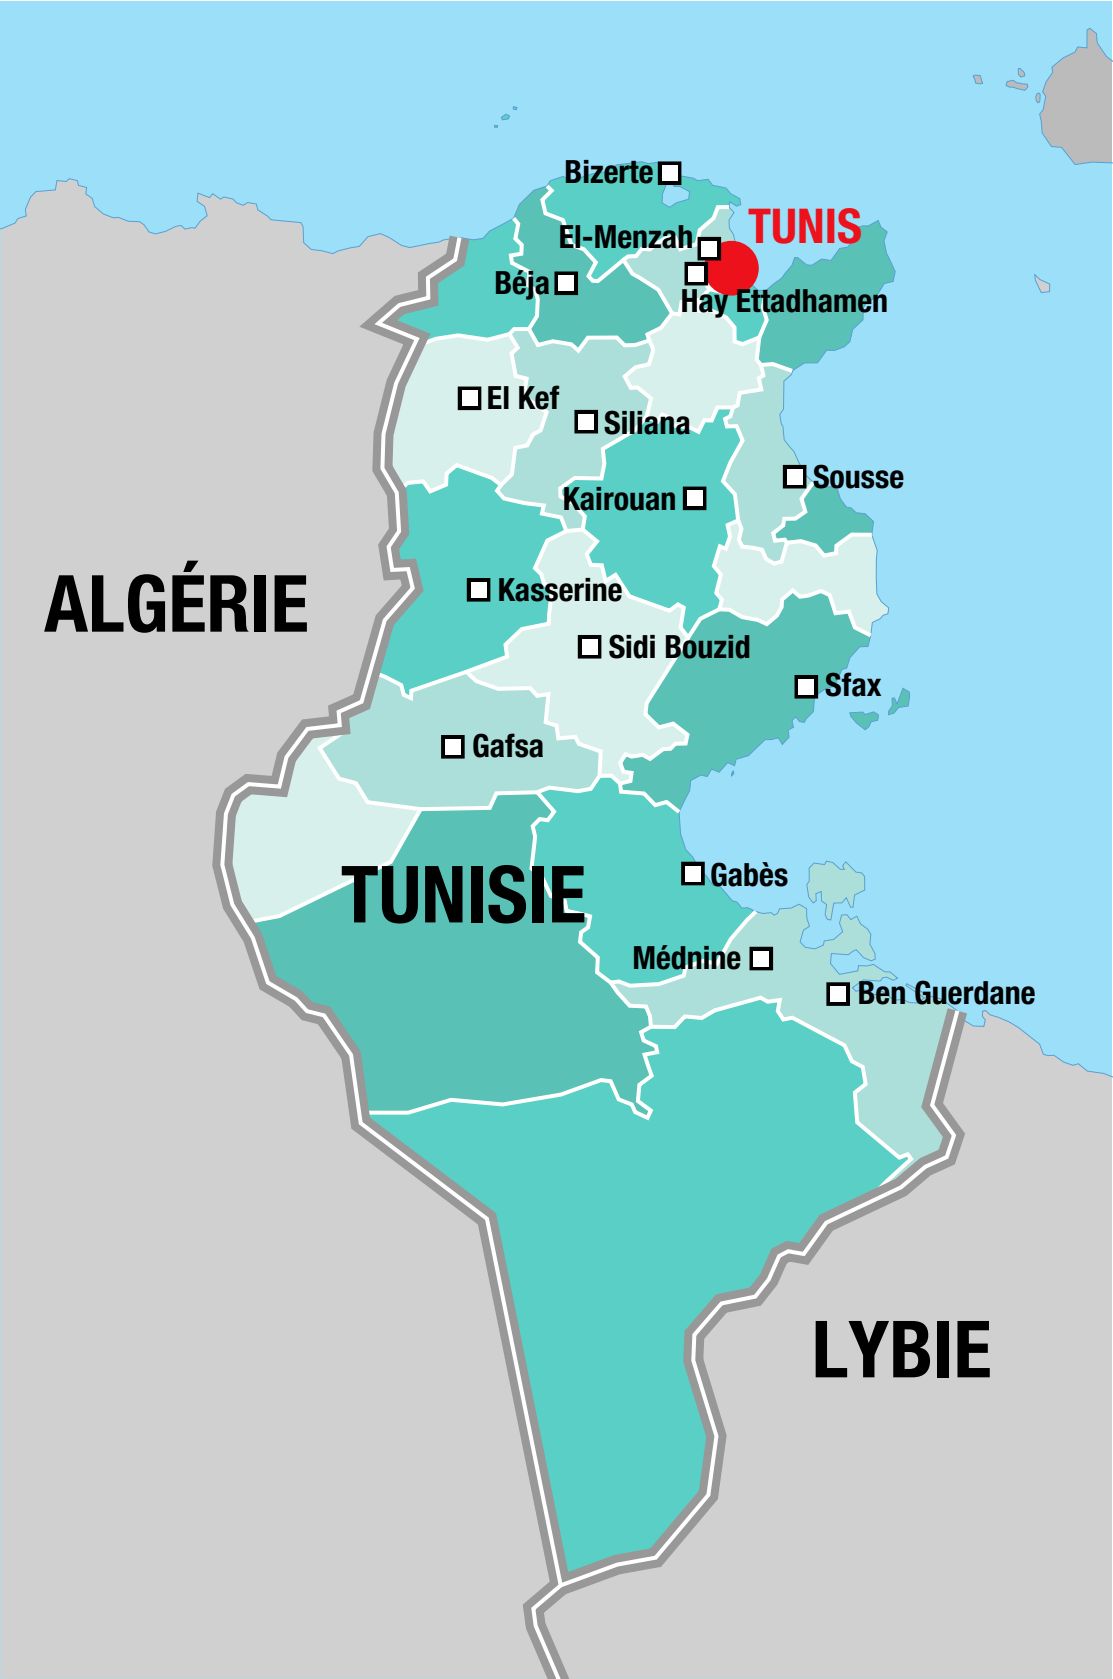 Bizerte
TUNIS
El-Menzah
Béja
Hay Ettadhamen
El Kef
Siliana
Sousse
Kairouan
ALGÉRIE
Kasserine
Sidi Bouzid
Sfax
Gafsa
TUNISIE
Gabès
Médnine
Ben Guerdane
LYBIE